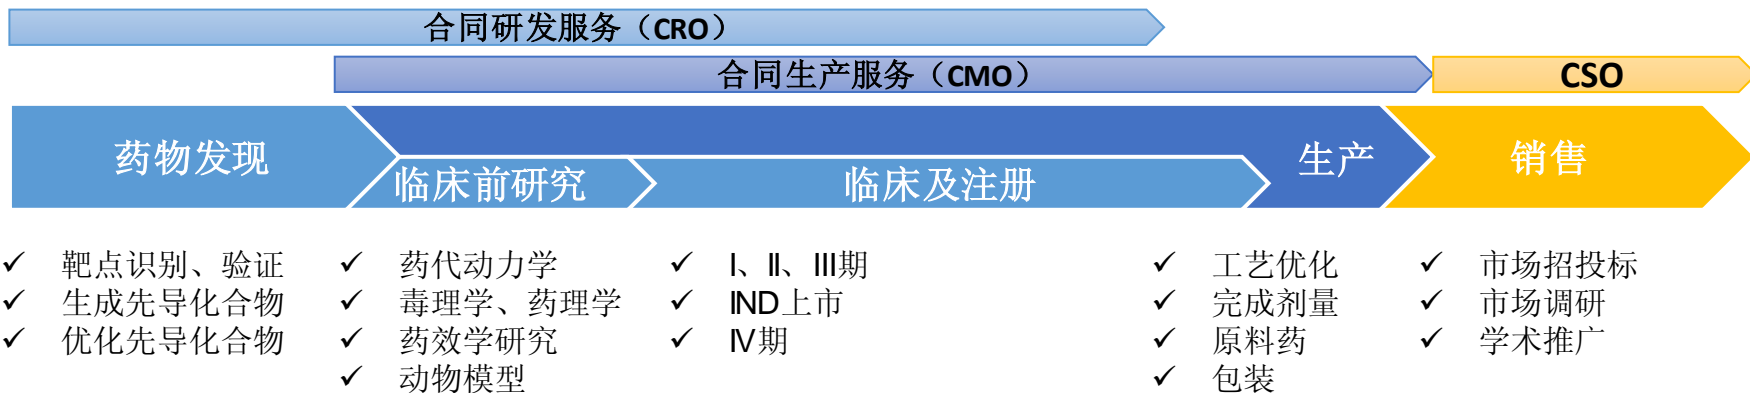 合同研发服务（CRO）
合同生产服务（CMO）
CSO
药物发现
临床前研究
临床及注册
生产
销售
✓ 靶点识别、验证
✓ 生成先导化合物
✓ 优化先导化合物
✓ 药代动力学
✓ 毒理学、药理学
✓ 药效学研究
✓ 动物模型
✓ I、II、III期
✓ IND上市
✓ IV期
✓ 工艺优化
✓ 完成剂量
✓ 原料药
✓ 包装
✓ 市场招投标
✓ 市场调研
✓ 学术推广